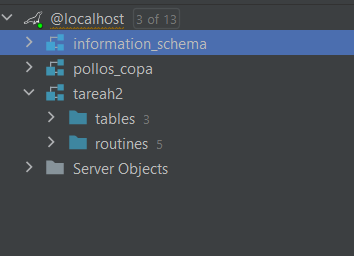 @localhost 3 of 13
information_schema
pollos_copa
tareah2
tables 3
routines 5
Server Objects